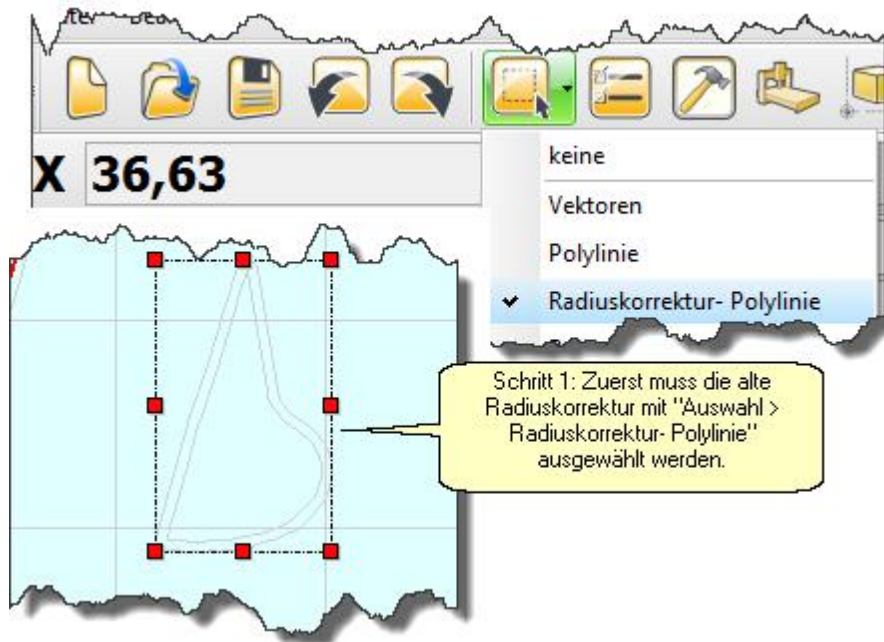 X 36,63
keine
Vektoren
Polylinie
Radiuskorrektur- Polylinie
Schritt 1: Zuerst muss die alte
Radiuskorrektur mit "Auswahl >
Radiuskorrektur- Polylinie"
ausgewählt werden.